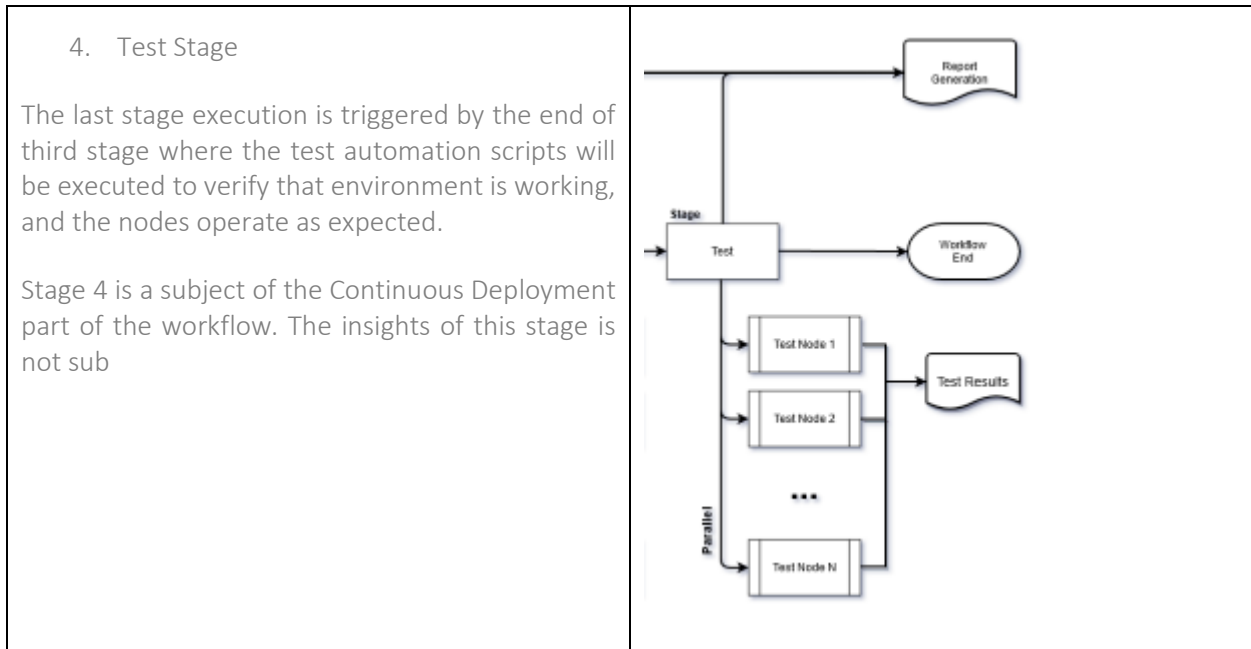 4. Test Stage
The last stage execution is triggered by the end of
third stage where the test automation scripts will
be executed to verify that environment is working,
and the nodes operate as expected.
Stage 4 is a subject of the Continuous Deployment
part of the workflow. The insights of this stage is
not sub
Report
Generation
Stage
Test
Workflow
End
Test Node 1
Test Results
Test Node 2
...
Parallel
Test Node N